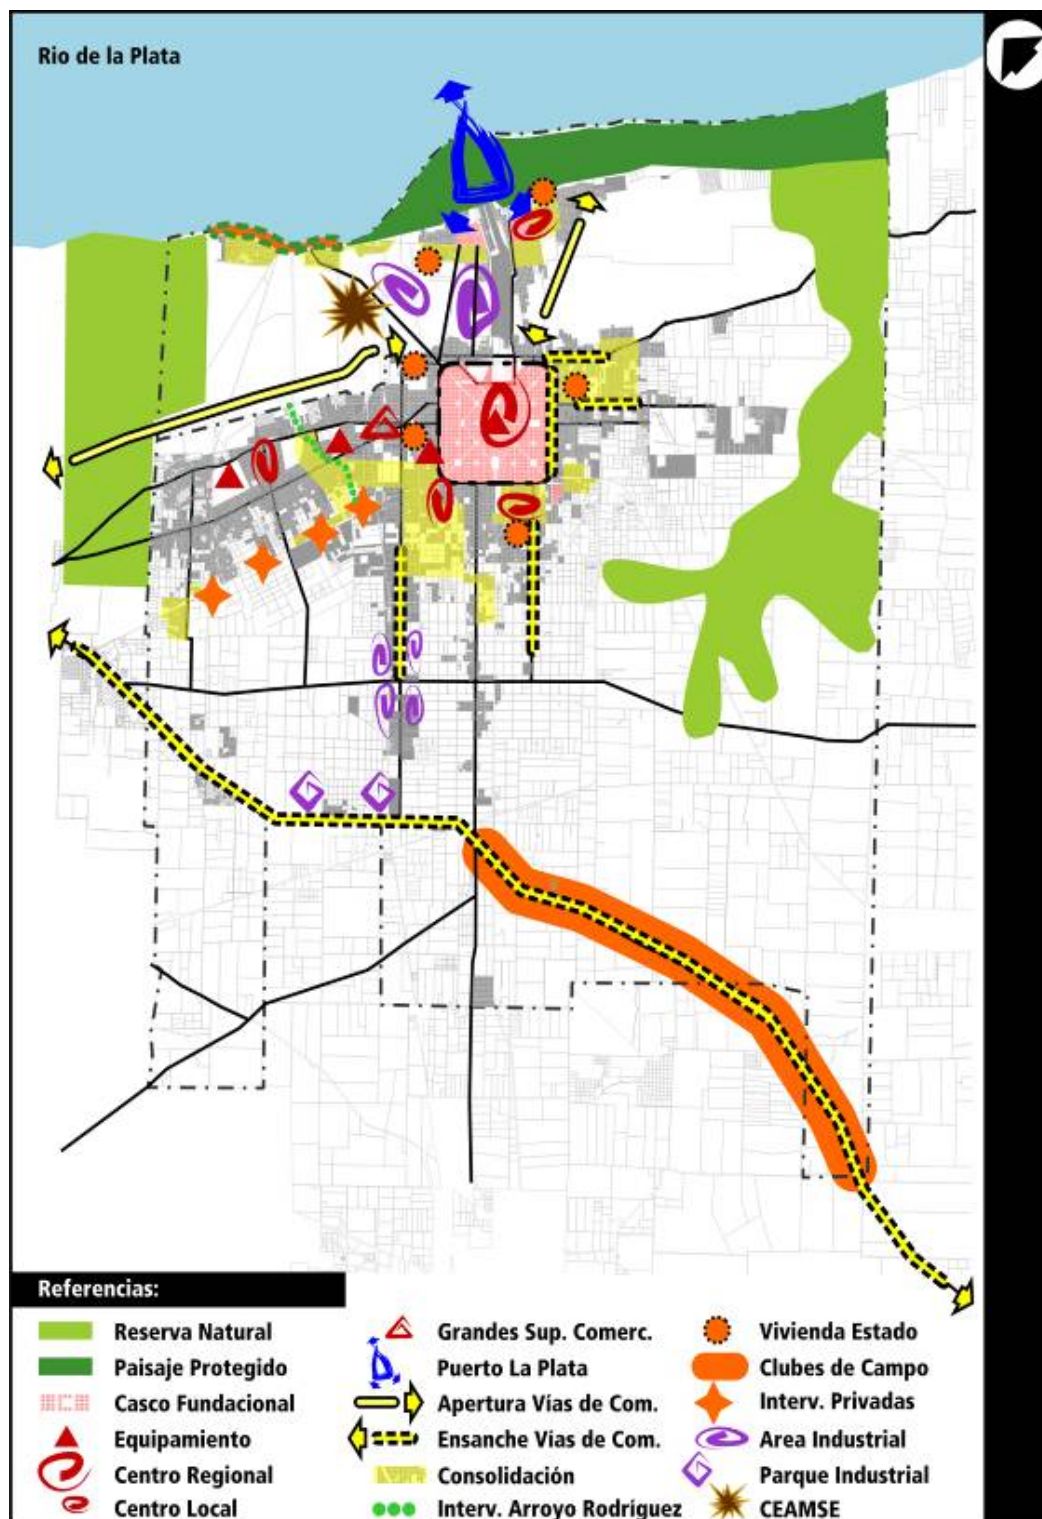 Rio de la Plata
Referencias:
Reserva Natural
Paisaje Protegido
Casco Fundacional
Equipamiento
Centro Regional
Centro Local
Grandes Sup. Comerc.
Puerto La Plata
Apertura Vías de Com.
Ensanche Vías de Com.
Consolidación
Interv. Arroyo Rodríguez
Vivienda Estado
Clubes de Campo
Interv. Privadas
Area Industrial
Parque Industrial
CEAMSE